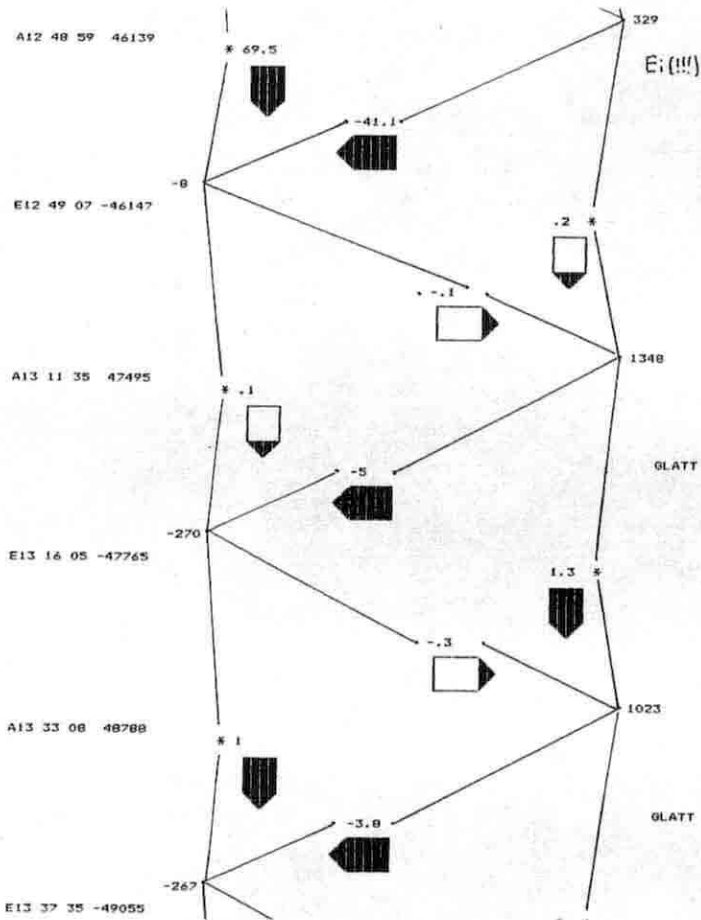 329
A12 48 59 46139
* 69.5
Ei (!!!)
-41.1
-8
E12 49 07 -46147
.2 *
-.1
1348
A13 11 35 47495
* .1
GLATT
-5
-270
E13 16 05 -47765
1.3 *
-.3
1023
A13 33 08 48788
* 1
GLATT
-3.8
-267
E13 37 35 -49055